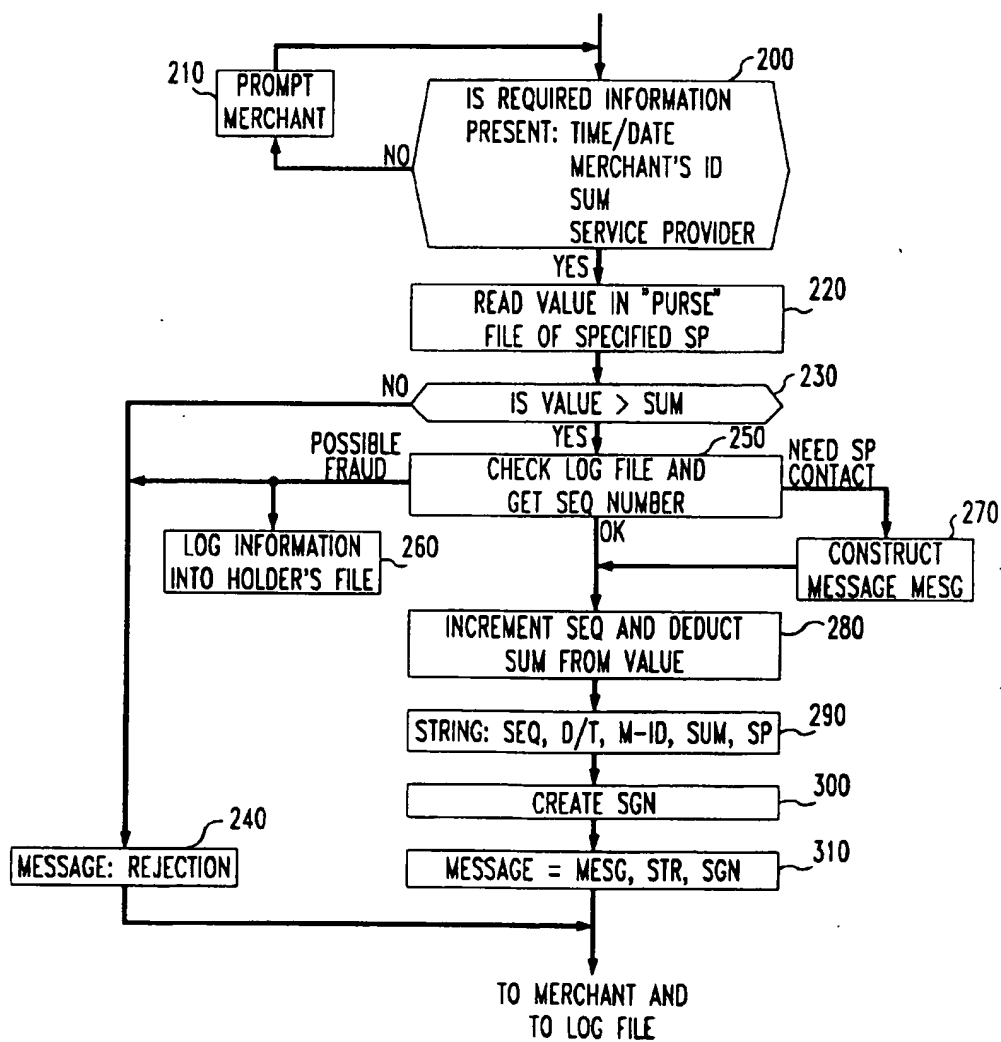 200
210
PROMPT
MERCHANT
IS REQUIRED INFORMATION
PRESENT: TIME/DATE
MERCHANT'S ID
SUM
SERVICE PROVIDER
NO
YES
220
READ VALUE IN "PURSE"
FILE OF SPECIFIED SP
230
NO
IS VALUE > SUM
YES
250
POSSIBLE
FRAUD
CHECK LOG FILE AND
GET SEQ NUMBER
NEED SP
CONTACT
OK
260
LOG INFORMATION
INTO HOLDER'S FILE
270
CONSTRUCT
MESSAGE MESG
INCREMENT SEQ AND DEDUCT
SUM FROM VALUE
280
STRING: SEQ, D/T, M-ID, SUM, SP
290
CREATE SGN
300
240
MESSAGE: REJECTION
MESSAGE = MESG, STR, SGN
310
TO MERCHANT AND
TO LOG FILE